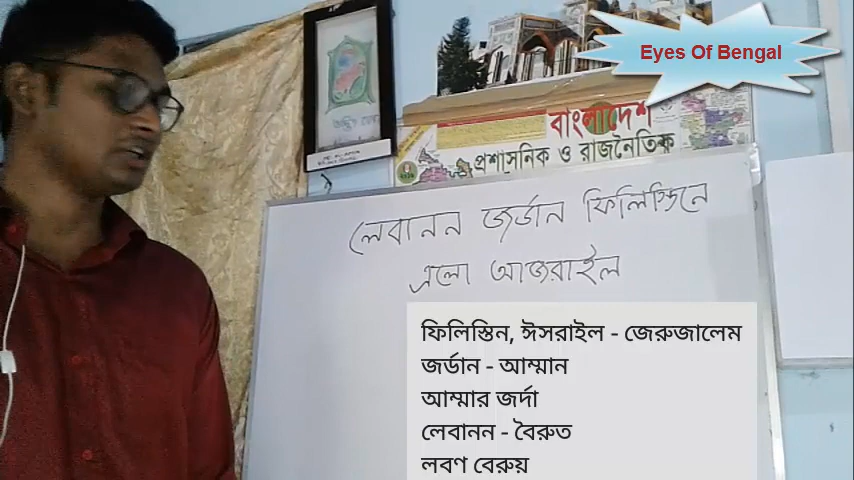 Eyes Of Bengal
বাংলাদেশ
প্রশাসনিক ও রাজনৈতিক
লেবানন জর্ডান ফিলিস্তিনে
এলো আজরাইল
ফিলিস্তিন, ঈসরাইল - জেরুজালেম
জর্ডান - আম্মান
আম্মার জর্দা
লেবানন - বৈরুত
লবণ বেরুয়